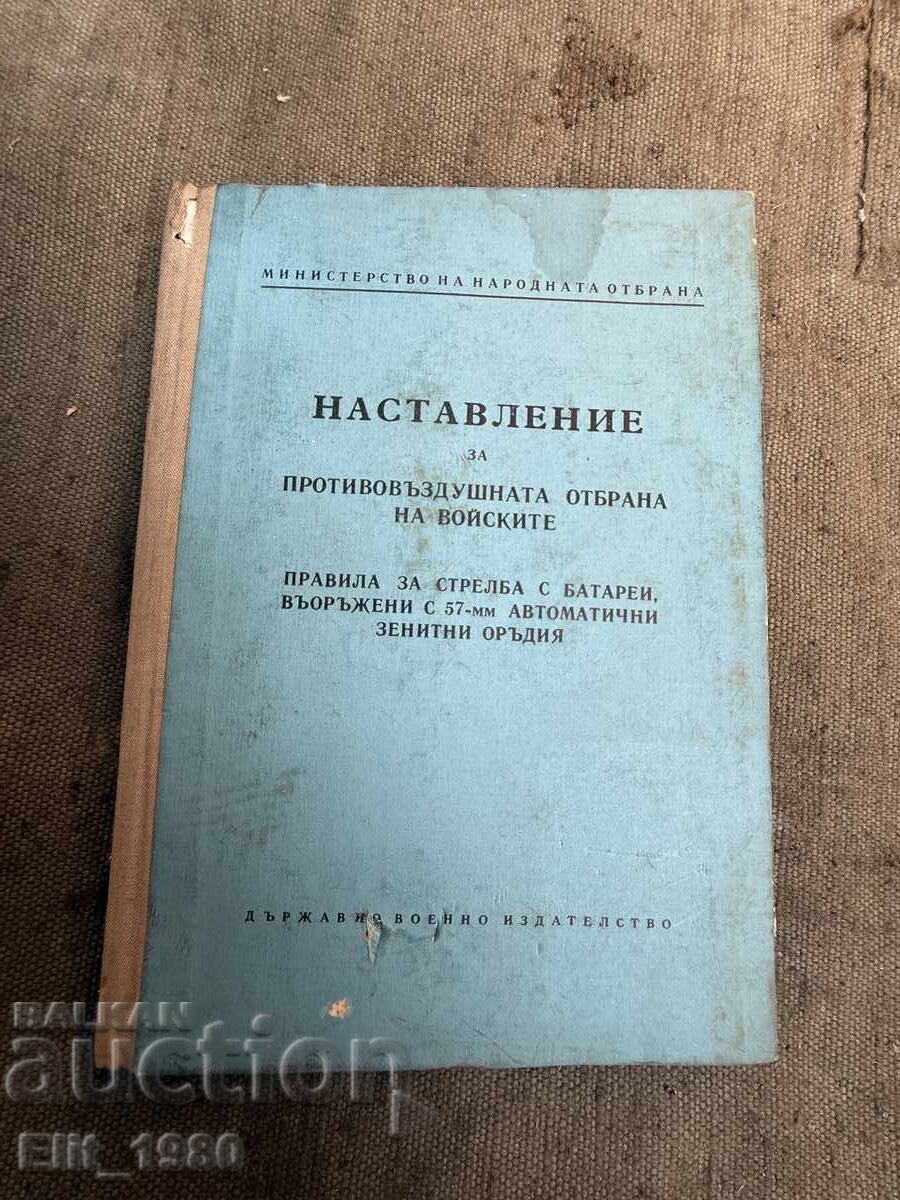 МИНИСТЕРСТВО НА НАРОДНАТА ОТБРАНА
НАСТАВЛЕНИЕ
ЗА
ПРОТИВОВЪЗДУШНАТА ОТБРАНА
НА ВОЙСКИТЕ
ПРАВИЛА ЗА СТРЕЛБА С БАТАРЕИ,
ВЪОРЪЖЕНИ С 57-мм АВТОМАТИЧНИ
ЗЕНИТНИ ОРЪДИЯ
ДЪРЖАВНО ВОЕННО ИЗДАТЕЛСТВО
BALKAN
auction
Elit_1980